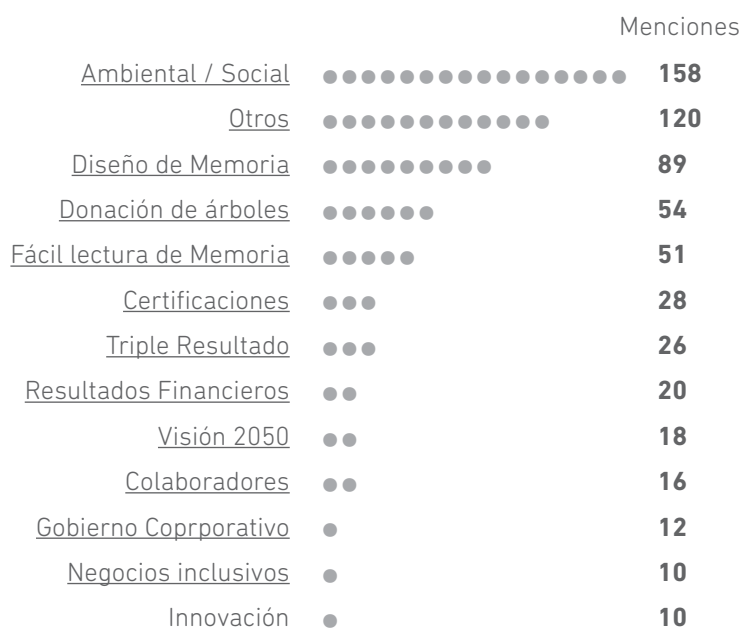 Menciones
Ambiental / Social 158
Otros 120
Diseño de Memoria 89
Donación de árboles 54
Fácil lectura de Memoria 51
Certificaciones 28
Triple Resultado 26
Resultados Financieros 20
Visión 2050 18
Colaboradores 16
Gobierno Coprporativo 12
Negocios inclusivos 10
Innovación 10